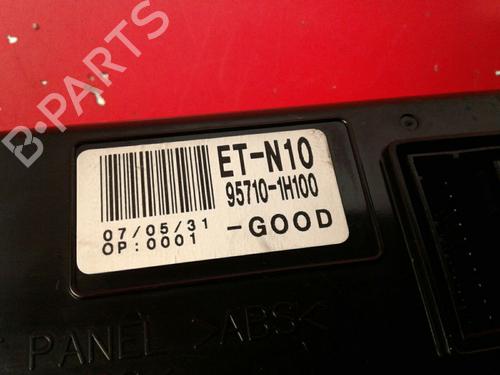 B-PARTS
ET-N10
95710-1H100
07/05/31
OP:0001
-GOOD
PANEL >ABS<